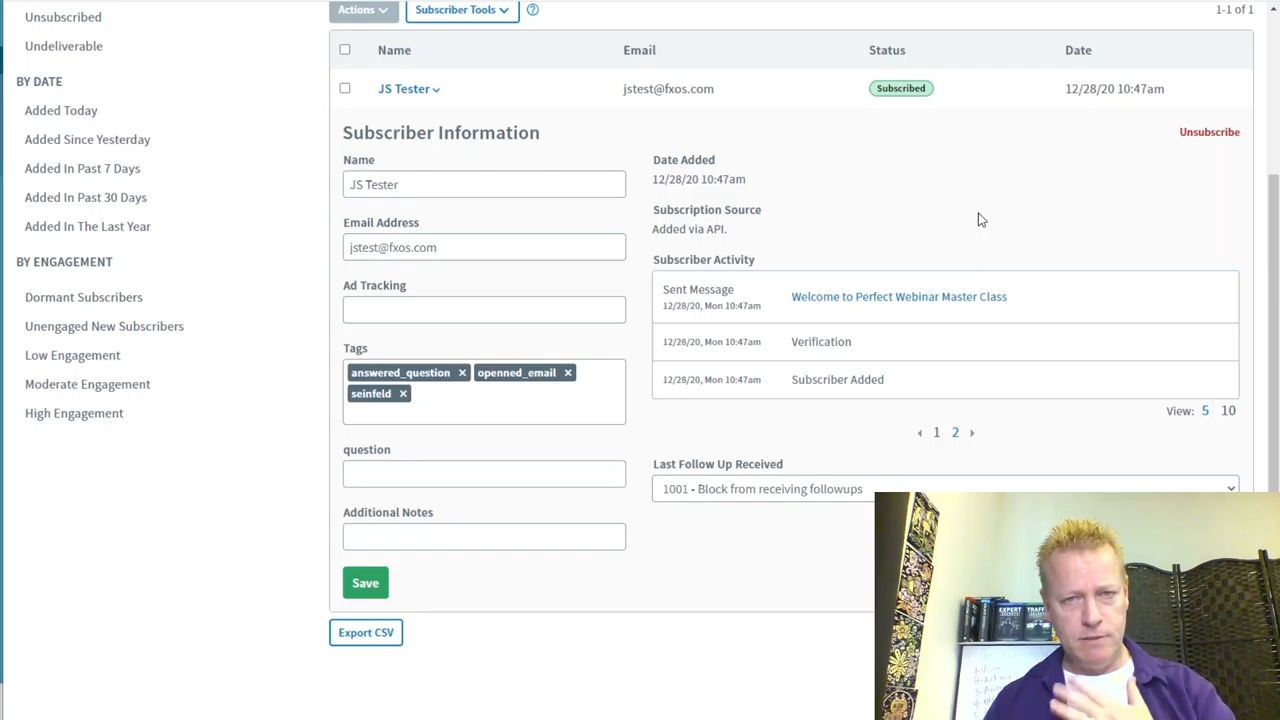 Unsubscribed
Undeliverable
BY DATE
Added Today
Added Since Yesterday
Added In Past 7 Days
Added In Past 30 Days
Added In The Last Year
BY ENGAGEMENT
Dormant Subscribers
Unengaged New Subscribers
Low Engagement
Moderate Engagement
High Engagement
Actions
Subscriber Tools
?
1-1 of 1
Name Email Status Date
JS Tester jstest@fxos.com Subscribed 12/28/20 10:47am
Subscriber Information
Unsubscribe
Name
JS Tester
Email Address
jstest@fxos.com
Ad Tracking
Tags
answered_question × openned_email ×
seinfeld ×
question
Additional Notes
Save
Export CSV
Date Added
12/28/20 10:47am
Subscription Source
Added via API.
Subscriber Activity
Sent Message
12/28/20, Mon 10:47am
Welcome to Perfect Webinar Master Class
12/28/20, Mon 10:47am Verification
12/28/20, Mon 10:47am Subscriber Added
View: 5 10
1 2
Last Follow Up Received
1001 - Block from receiving followups
EXPERT
SECRETS
TRAFF